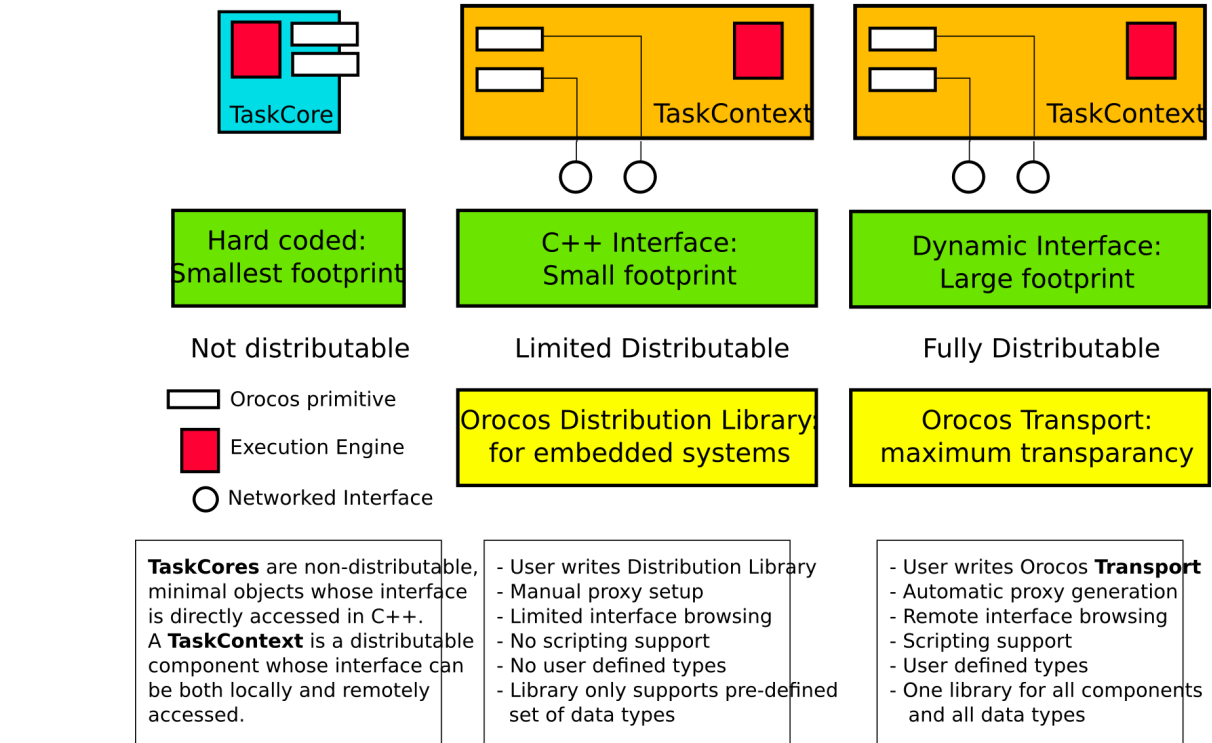 TaskCore
TaskContext
TaskContext
Hard coded:
Smallest footprint
C++ Interface:
Small footprint
Dynamic Interface:
Large footprint
Not distributable
Limited Distributable
Fully Distributable
Orocos primitive
Execution Engine
Networked Interface
Orocos Distribution Library:
for embedded systems
Orocos Transport:
maximum transparancy
TaskCores are non-distributable,
minimal objects whose interface
is directly accessed in C++.
A TaskContext is a distributable
component whose interface can
be both locally and remotely
accessed.
- User writes Distribution Library
- Manual proxy setup
- Limited interface browsing
- No scripting support
- No user defined types
- Library only supports pre-defined
set of data types
- User writes Orocos Transport
- Automatic proxy generation
- Remote interface browsing
- Scripting support
- User defined types
- One library for all components
and all data types